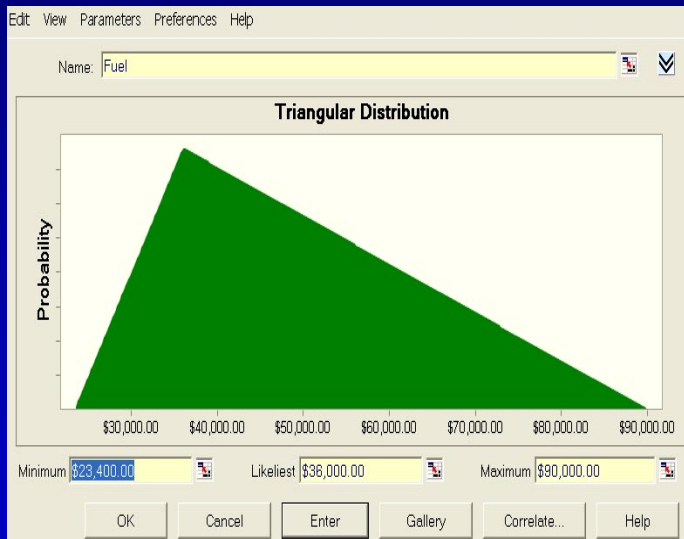 Edit View Parameters Preferences Help
Name: Fuel
Triangular Distribution
Probability
$30,000.00 $40,000.00 $50,000.00 $60,000.00 $70,000.00 $80,000.00 $90,000.00
Minimum $23,400.00 Likeliest $36,000.00 Maximum $90,000.00
OK Cancel Enter Gallery Correlate... Help